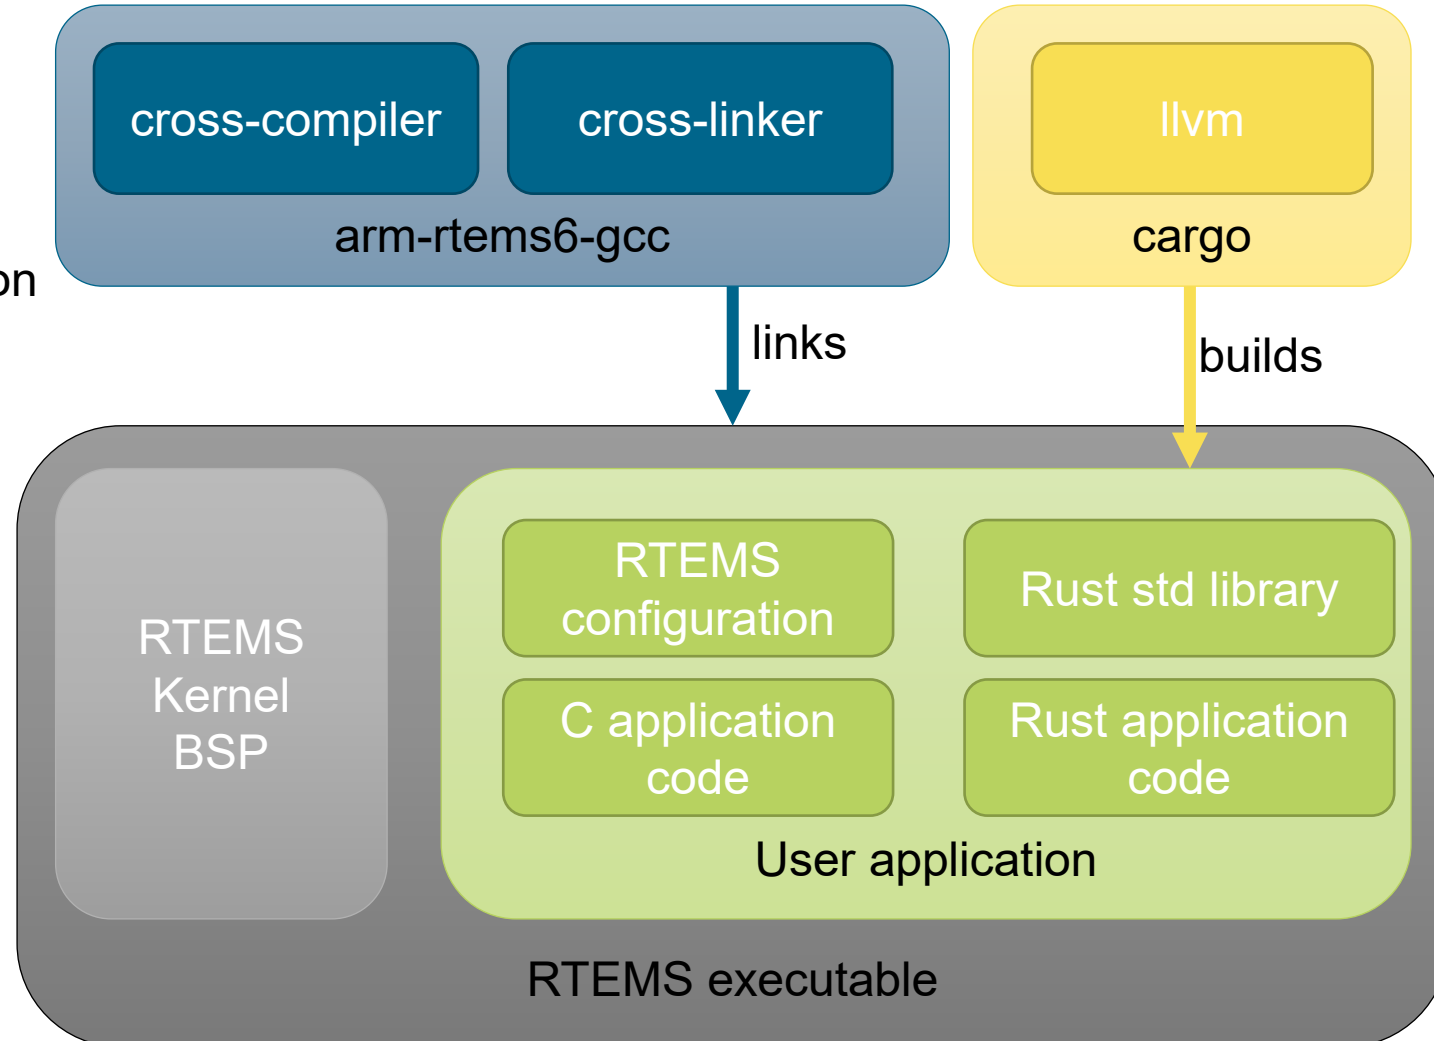 cross-compiler
cross-linker
arm-rtems6-gcc
llvm
cargo
on
links
builds
RTEMS
Kernel
BSP
RTEMS
configuration
Rust std library
C application
code
Rust application
code
User application
RTEMS executable